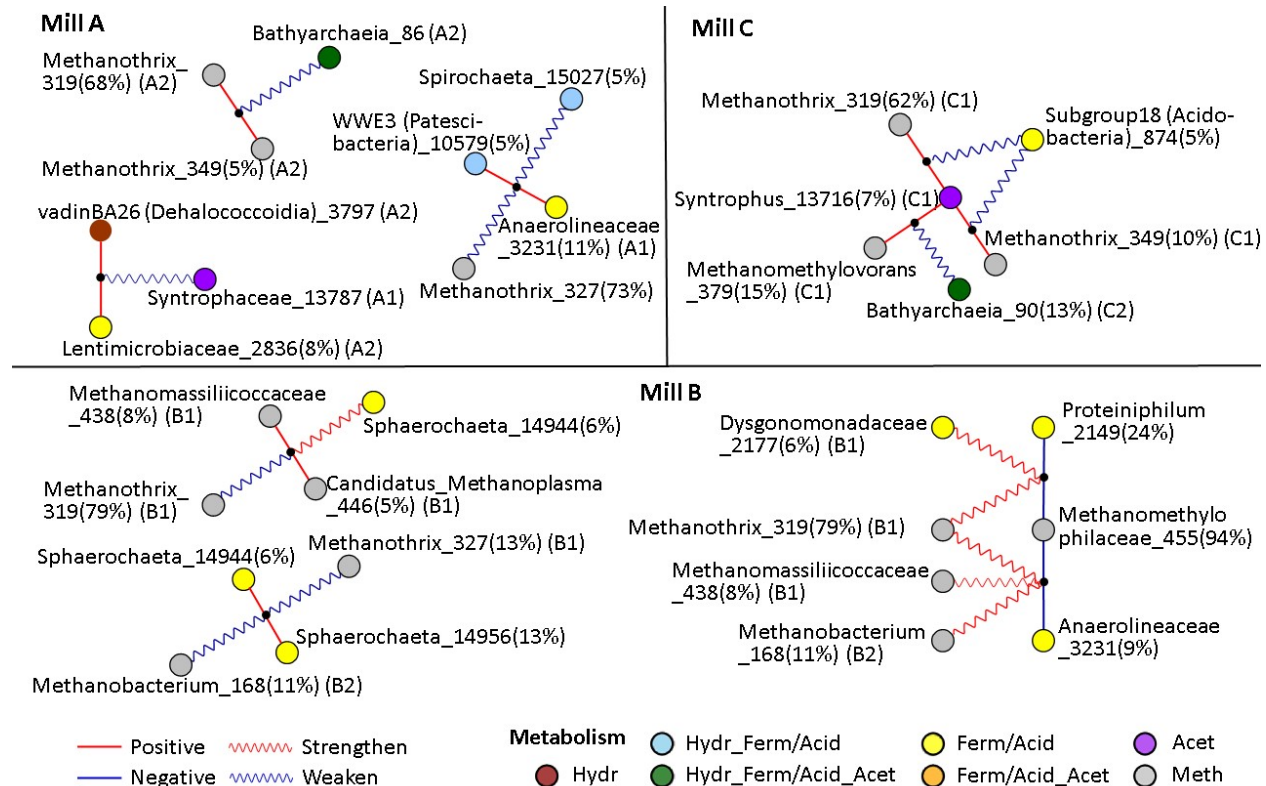 Mill A
Bathyarchaeia_86 (A2)
Methanothrix_
319(68%) (A2)
Methanothrix_349(5%) (A2)
Spirochaeta_15027(5%)
WWE3 (Patesci-
bacteria)_10579(5%)
Anaerolineaceae
_3231(11%) (A1)
Methanothrix_327(73%)
vadinBA26 (Dehalococcoidia)_3797 (A2)
Syntrophaceae_13787 (A1)
Lentimicrobiaceae_2836(8%) (A2)
Mill C
Methanothrix_319(62%) (C1)
Subgroup18 (Acido-
bacteria)_874(5%)
Syntrophus_13716(7%) (C1)
Methanothrix_349(10%) (C1)
Methanomethylovorans
_379(15%) (C1)
Bathyarchaeia_90(13%) (C2)
Mill B
Methanomassiliicoccaceae
_438(8%) (B1)
Sphaerochaeta_14944(6%)
Methanothrix_
319(79%) (B1)
Candidatus_Methanoplasma
_446(5%) (B1)
Sphaerochaeta_14944(6%)
Methanothrix_327(13%) (B1)
Sphaerochaeta_14956(13%)
Methanobacterium_168(11%) (B2)
Dysgonomonadaceae
_2177(6%) (B1)
Proteiniphilum
_2149(24%)
Methanothrix_319(79%) (B1)
Methanomethylo
philaceae_455(94%)
Methanomassiliicoccaceae
_438(8%) (B1)
Methanobacterium
_168(11%) (B2)
Anaerolineaceae
_3231(9%)
Positive
Strengthen
Negative
Weaken
Metabolism
Hydr_Ferm/Acid
Ferm/Acid
Acet
Hydr
Hydr_Ferm/Acid_Acet
Ferm/Acid_Acet
Meth